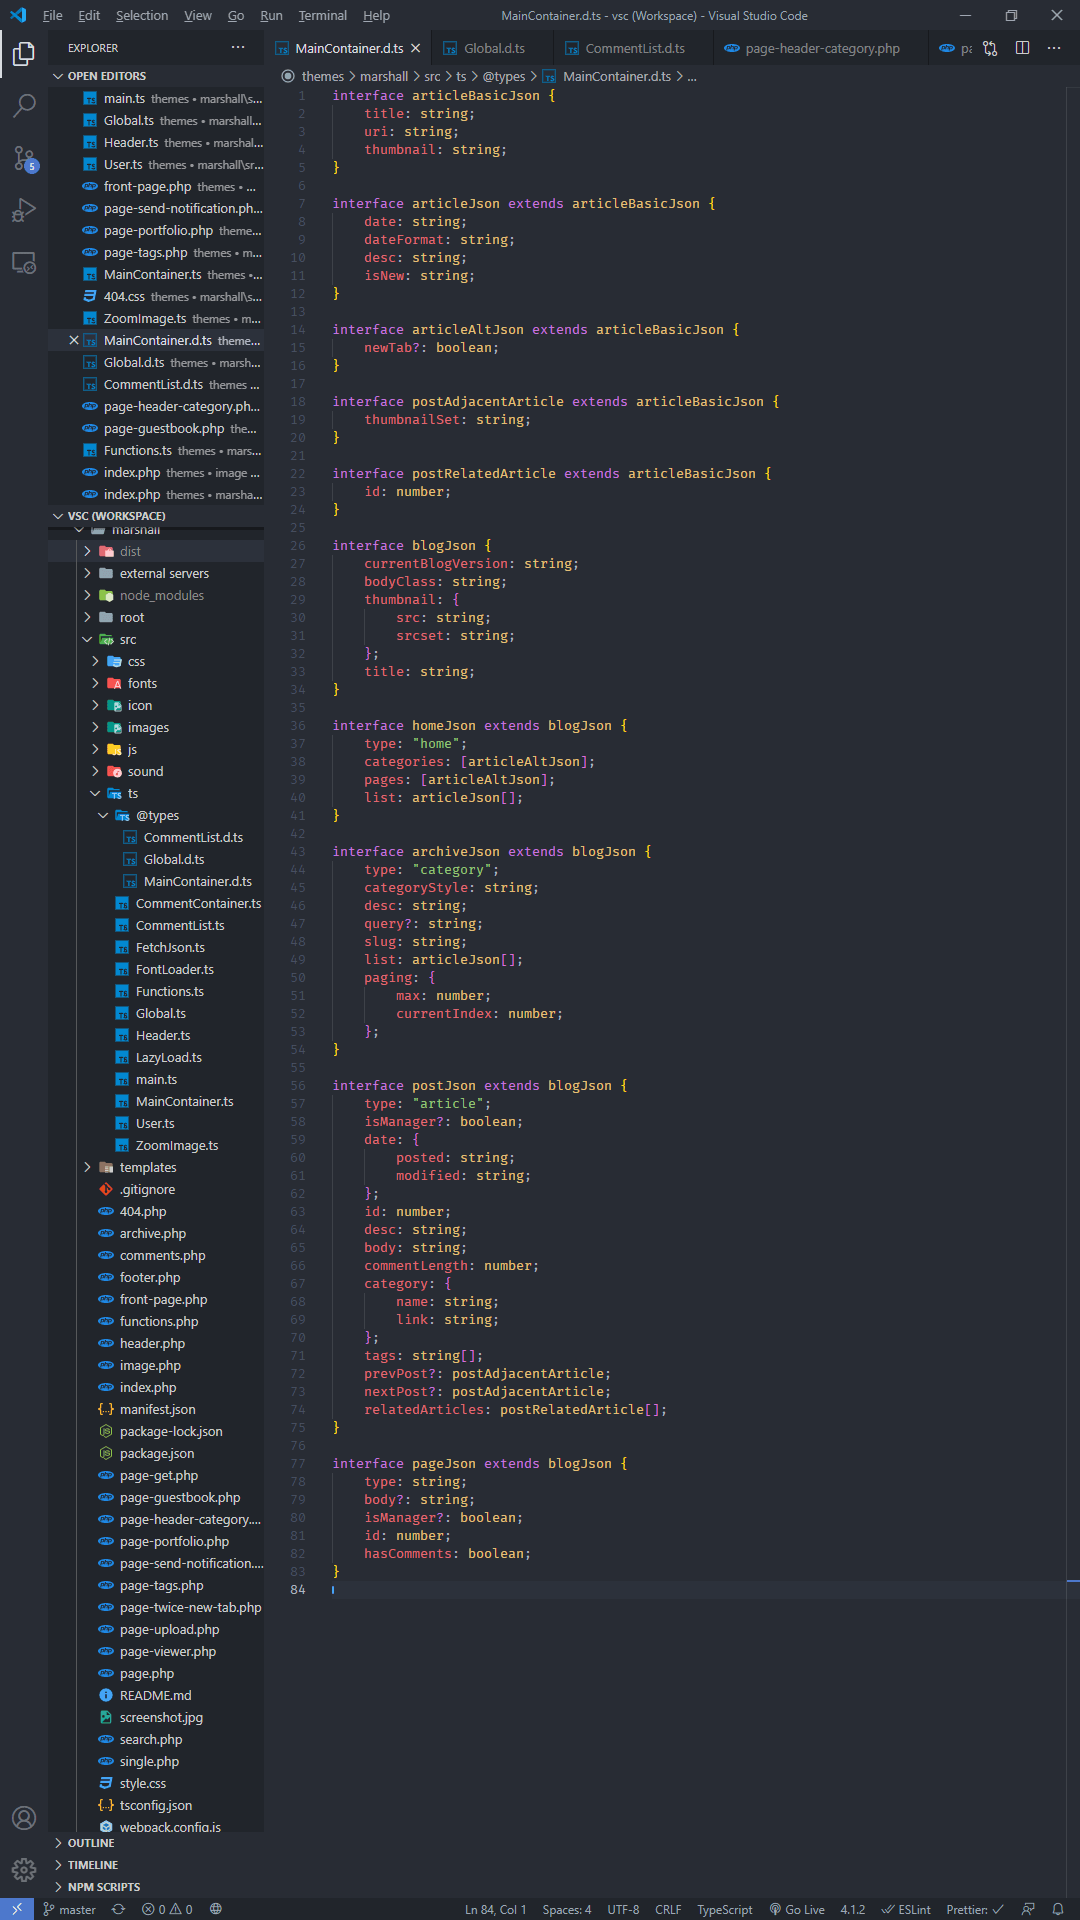 File Edit Selection View Go Run Terminal Help
MainContainer.d.ts - vsc (Workspace) - Visual Studio Code
EXPLORER
OPEN EDITORS
main.ts themes • marshall\s...
Global.ts themes • marshall...
Header.ts themes • marshal...
User.ts themes • marshall\sr...
front-page.php themes • ...
page-send-notification.ph...
page-portfolio.php theme...
page-tags.php themes • m...
MainContainer.ts themes •...
404.css themes • marshall\s...
ZoomImage.ts themes • m...
MainContainer.d.ts theme...
Global.d.ts themes • marsh...
CommentList.d.ts themes ...
page-header-category.ph...
page-guestbook.php the...
Functions.ts themes • mars...
index.php themes • image ...
index.php themes • marsha...
VSC (WORKSPACE)
marshall
dist
external servers
node_modules
root
src
css
fonts
icon
images
js
sound
ts
@types
CommentList.d.ts
Global.d.ts
MainContainer.d.ts
CommentContainer.ts
CommentList.ts
FetchJson.ts
FontLoader.ts
Functions.ts
Global.ts
Header.ts
LazyLoad.ts
main.ts
MainContainer.ts
User.ts
ZoomImage.ts
templates
.gitignore
404.php
archive.php
comments.php
footer.php
front-page.php
functions.php
header.php
image.php
index.php
manifest.json
package-lock.json
package.json
page-get.php
page-guestbook.php
page-header-category....
page-portfolio.php
page-send-notification....
page-tags.php
page-twice-new-tab.php
page-upload.php
page-viewer.php
page.php
README.md
screenshot.jpg
search.php
single.php
style.css
tsconfig.json
webpack.config.js
OUTLINE
TIMELINE
NPM SCRIPTS
5
MainContainer.d.ts Global.d.ts CommentList.d.ts page-header-category.php pa
themes > marshall > src > ts > @types > MainContainer.d.ts > ...
1 interface articleBasicJson {
2 title: string;
3 uri: string;
4 thumbnail: string;
5 }
6
7 interface articleJson extends articleBasicJson {
8 date: string;
9 dateFormat: string;
10 desc: string;
11 isNew: string;
12 }
13
14 interface articleAltJson extends articleBasicJson {
15 newTab?: boolean;
16 }
17
18 interface postAdjacentArticle extends articleBasicJson {
19 thumbnailSet: string;
20 }
21
22 interface postRelatedArticle extends articleBasicJson {
23 id: number;
24 }
25
26 interface blogJson {
27 currentBlogVersion: string;
28 bodyClass: string;
29 thumbnail: {
30 src: string;
31 srcset: string;
32 };
33 title: string;
34 }
35
36 interface homeJson extends blogJson {
37 type: "home";
38 categories: [articleAltJson];
39 pages: [articleAltJson];
40 list: articleJson[];
41 }
42
43 interface archiveJson extends blogJson {
44 type: "category";
45 categoryStyle: string;
46 desc: string;
47 query?: string;
48 slug: string;
49 list: articleJson[];
50 paging: {
51 max: number;
52 currentIndex: number;
53 };
54 }
55
56 interface postJson extends blogJson {
57 type: "article";
58 isManager?: boolean;
59 date: {
60 posted: string;
61 modified: string;
62 };
63 id: number;
64 desc: string;
65 body: string;
66 commentLength: number;
67 category: {
68 name: string;
69 link: string;
70 };
71 tags: string[];
72 prevPost?: postAdjacentArticle;
73 nextPost?: postAdjacentArticle;
74 relatedArticles: postRelatedArticle[];
75 }
76
77 interface pageJson extends blogJson {
78 type: string;
79 body?: string;
80 isManager?: boolean;
81 id: number;
82 hasComments: boolean;
83 }
84
master 0 0 Ln 84, Col 1 Spaces: 4 UTF-8 CRLF TypeScript Go Live 4.1.2 ESLint Prettier: ✓